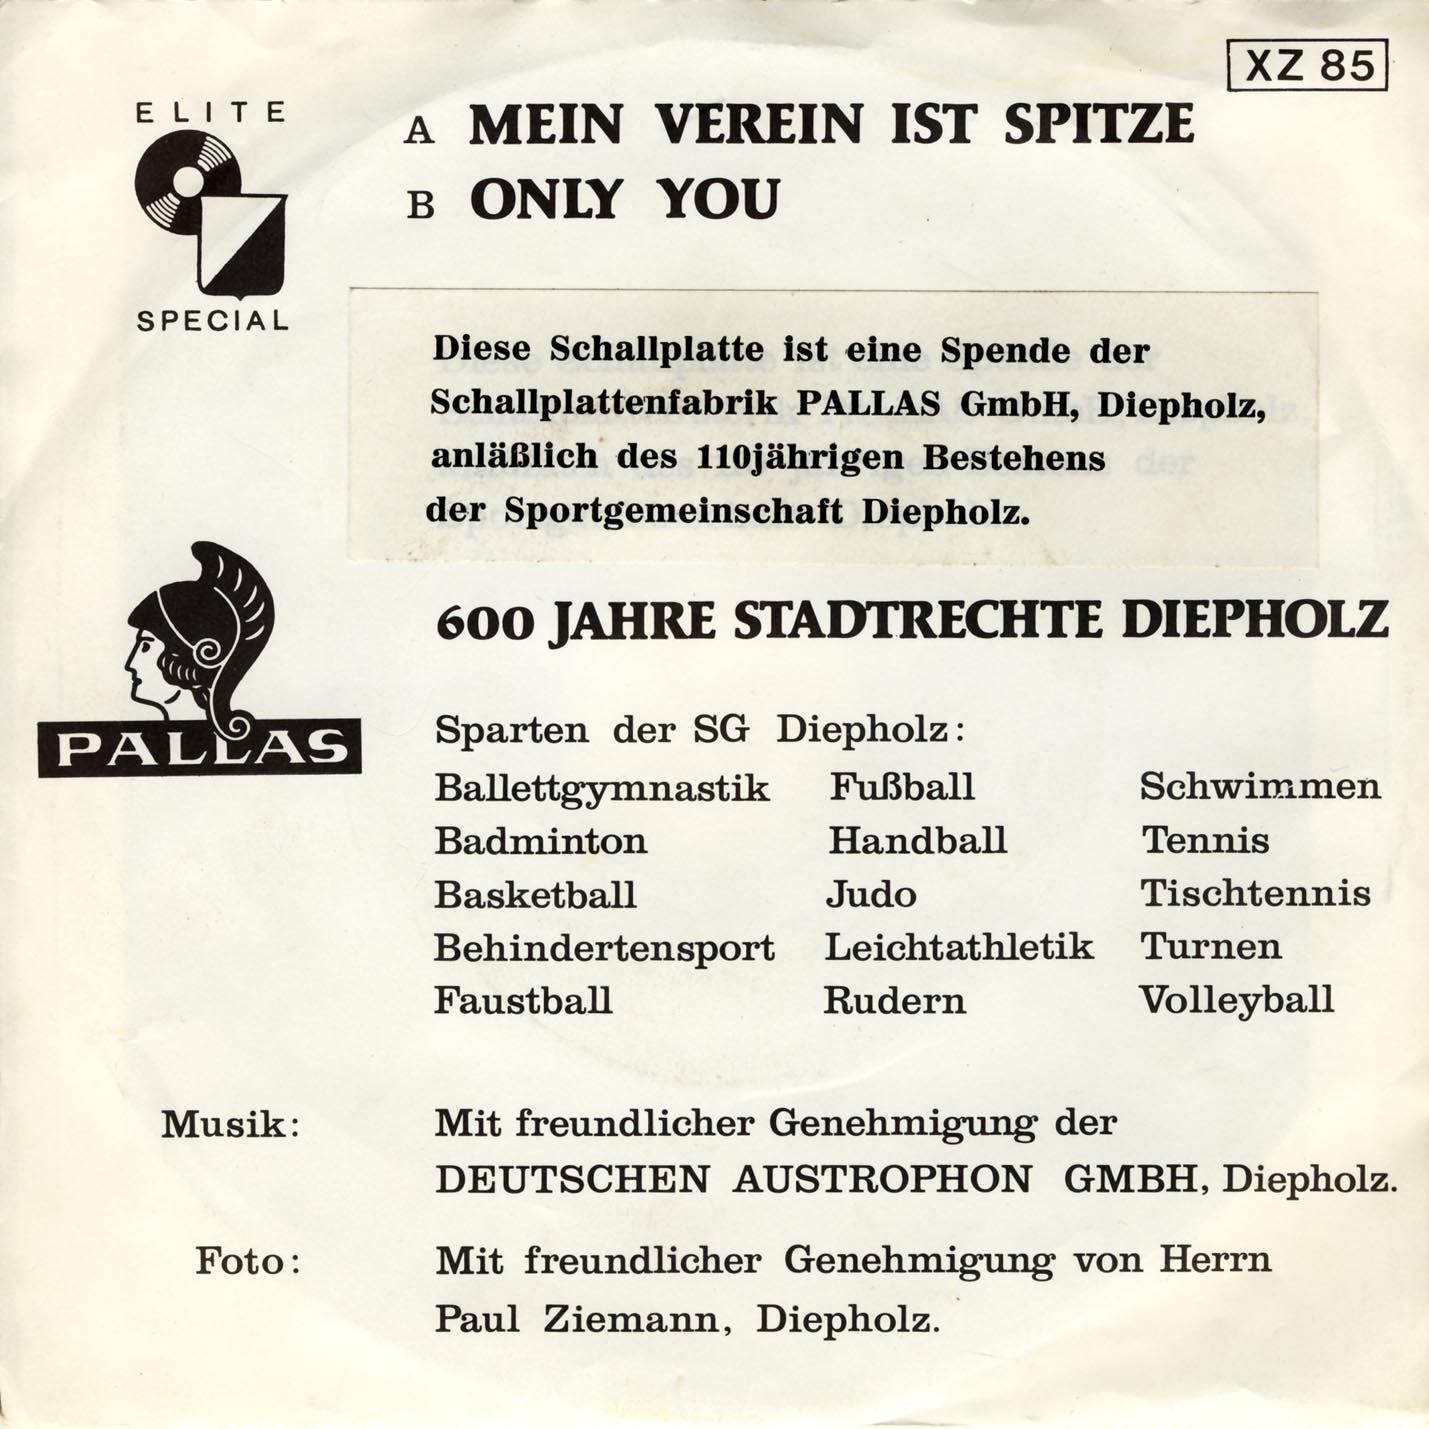 XZ 85
ELITE
SPECIAL
A MEIN VEREIN IST SPITZE
B ONLY YOU
Diese Schallplatte ist eine Spende der
Schallplattenfabrik PALLAS GmbH, Diepholz,
anläßlich des 110jährigen Bestehens
der Sportgemeinschaft Diepholz.
PALLAS
600 JAHRE STADTRECHTE DIEPHOLZ
Sparten der SG Diepholz:
Ballettgymnastik Fußball Schwimmen
Badminton Handball Tennis
Basketball Judo Tischtennis
Behindertensport Leichtathletik Turnen
Faustball Rudern Volleyball
Musik: Mit freundlicher Genehmigung der
DEUTSCHEN AUSTROPHON GMBH, Diepholz.
Foto: Mit freundlicher Genehmigung von Herrn
Paul Ziemann, Diepholz.